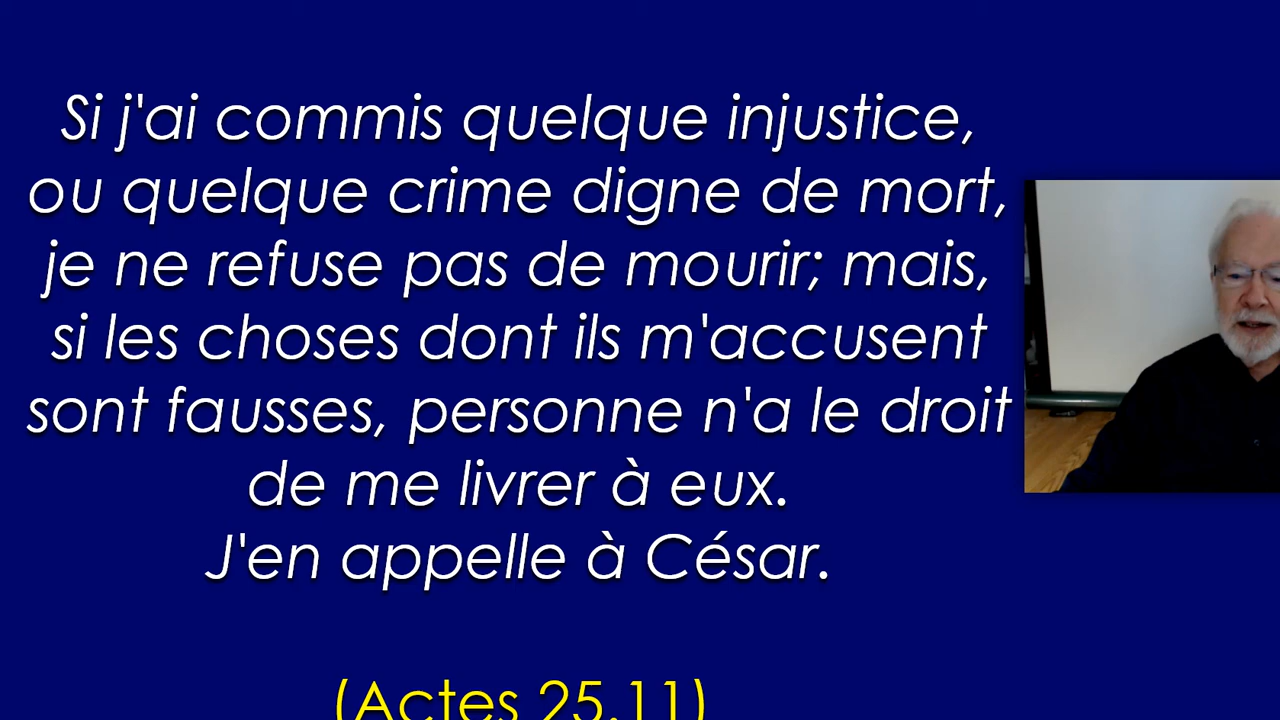 Si j'ai commis quelque injustice,
ou quelque crime digne de mort,
je ne refuse pas de mourir; mais,
si les choses dont ils m'accusent
sont fausses, personne n'a le droit
de me livrer à eux.
J'en appelle à César.
(Actes 25.11)